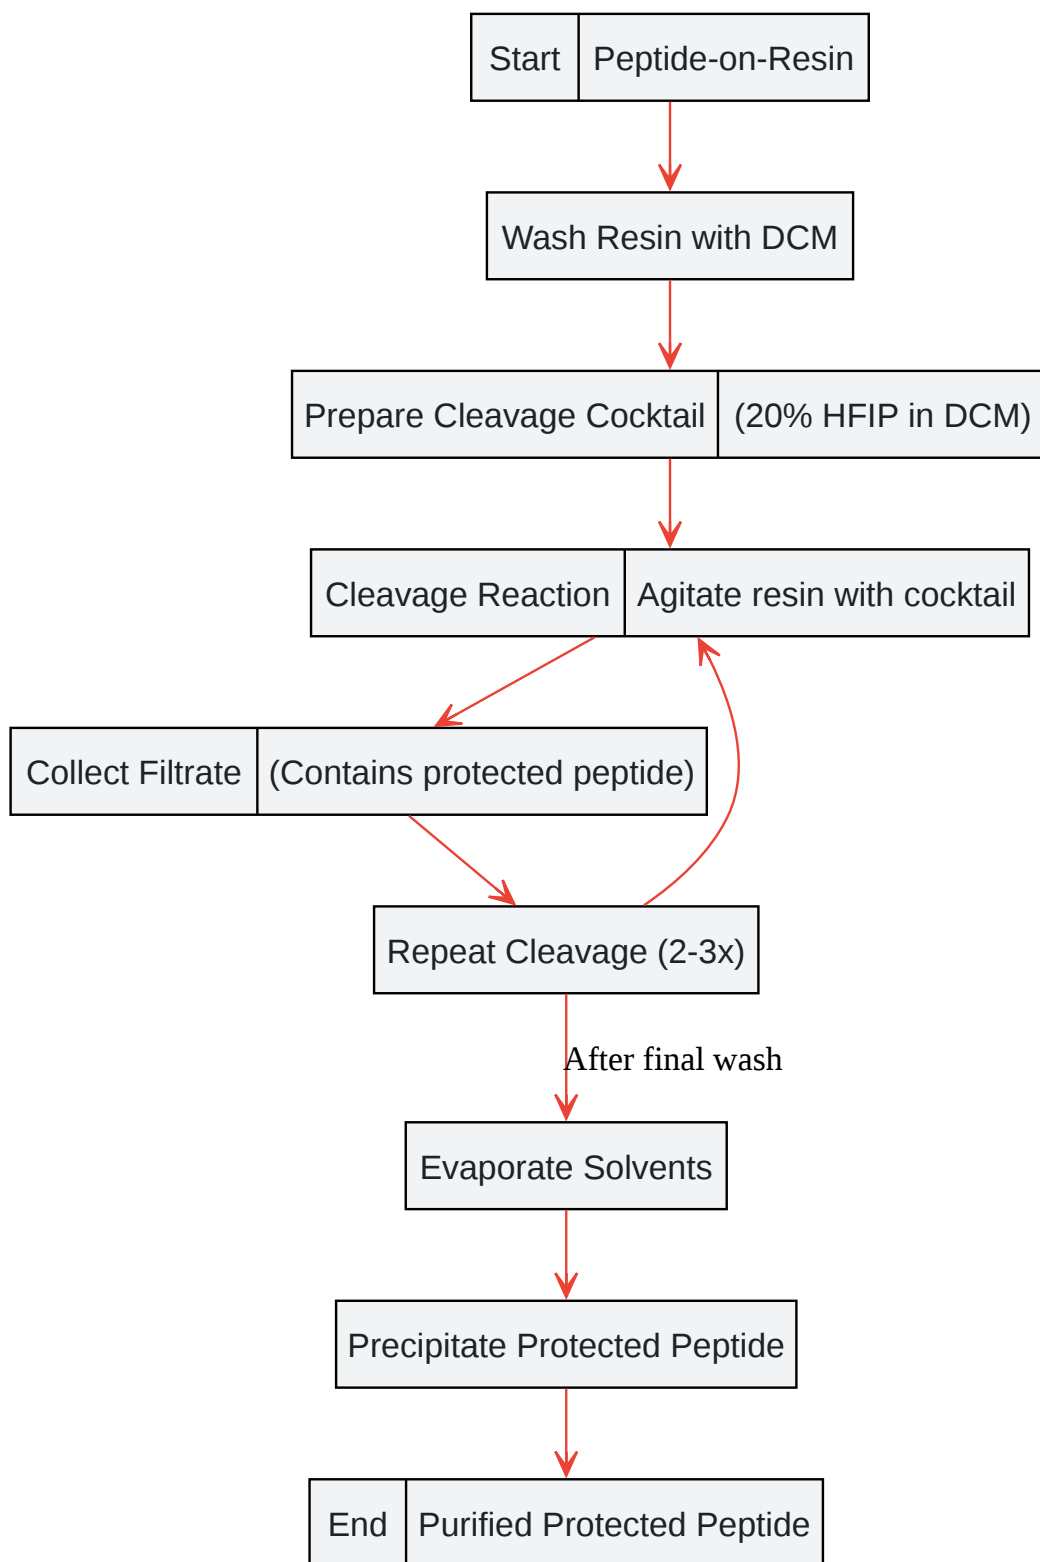 Start Peptide-on-Resin
Wash Resin with DCM
Prepare Cleavage Cocktail (20% HFIP in DCM)
Cleavage Reaction Agitate resin with cocktail
Collect Filtrate (Contains protected peptide)
Repeat Cleavage (2-3x)
After final wash
Evaporate Solvents
Precipitate Protected Peptide
End Purified Protected Peptide